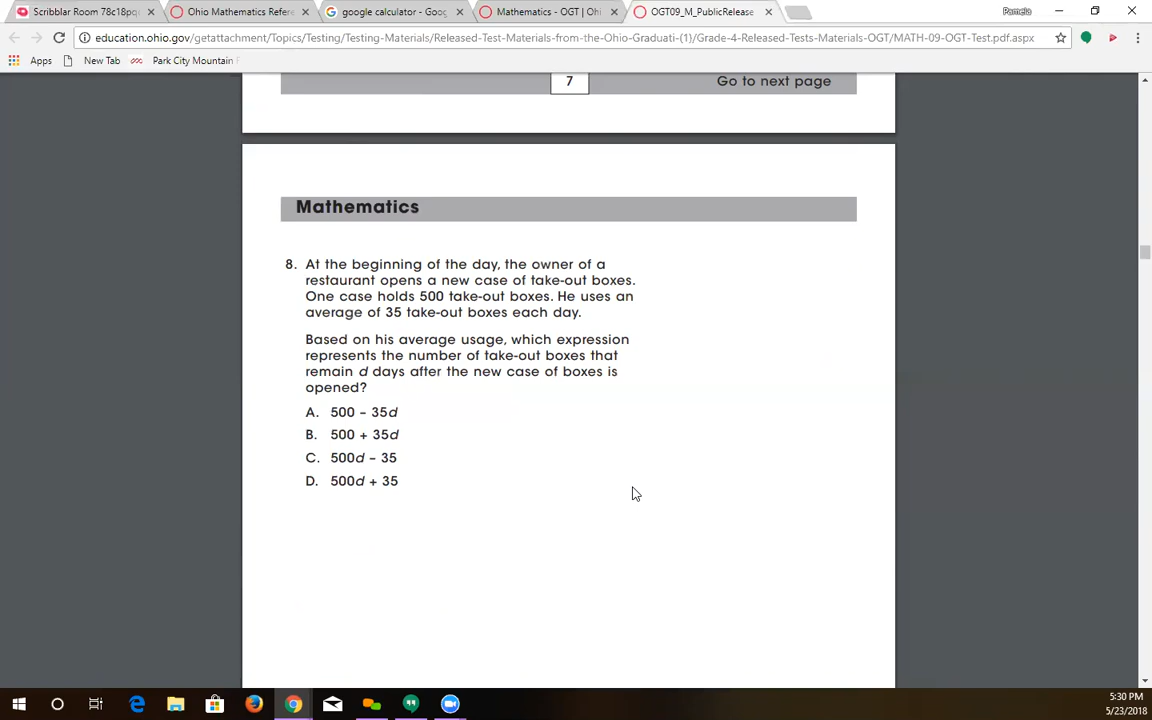 Scribblar Room 78c18pq
Ohio Mathematics Refere
google calculator - Goog
Mathematics - OGT | Ohi
OGT09_M_PublicRelease
Pamela
education.ohio.gov/getattachment/Topics/Testing/Testing-Materials/Released-Test-Materials-from-the-Ohio-Graduati-(1)/Grade-4-Released-Tests-Materials-OGT/MATH-09-OGT-Test.pdf.aspx
Apps
New Tab
Park City Mountain
7
Go to next page
Mathematics
8. At the beginning of the day, the owner of a
restaurant opens a new case of take-out boxes.
One case holds 500 take-out boxes. He uses an
average of 35 take-out boxes each day.
Based on his average usage, which expression
represents the number of take-out boxes that
remain d days after the new case of boxes is
opened?
A. 500 – 35d
B. 500 + 35d
C. 500d – 35
D. 500d + 35
5:30 PM
5/23/2018